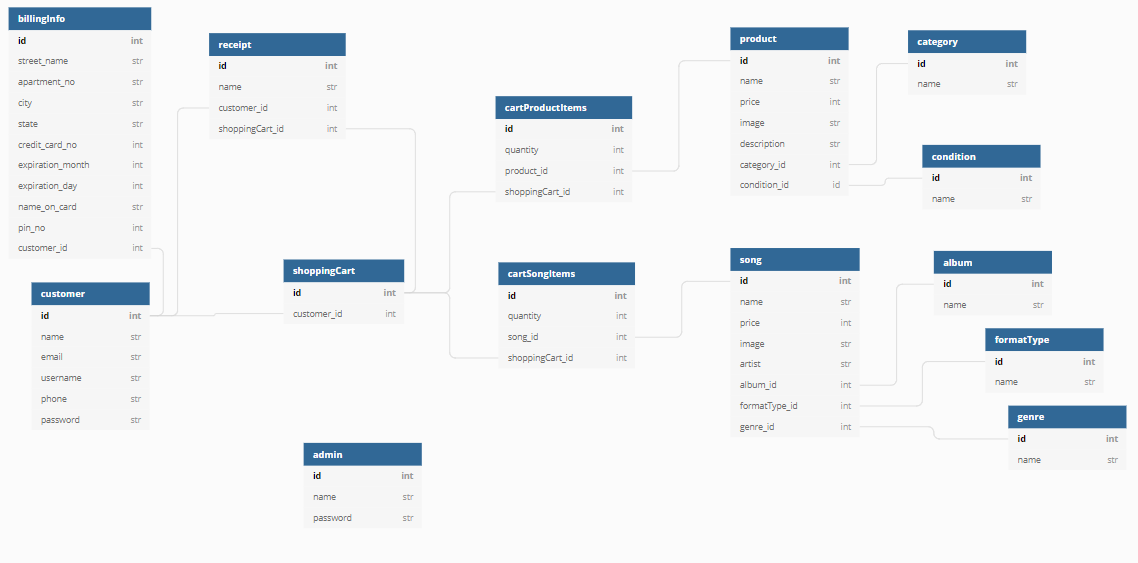 billingInfo
id int
street_name str
apartment_no str
city str
state str
credit_card_no int
expiration_month int
expiration_day int
name_on_card str
pin_no int
customer_id int
customer
id int
name str
email str
username str
phone str
password str
receipt
id int
name str
customer_id int
shoppingCart_id int
shoppingCart
id int
customer_id int
admin
id int
name str
password str
cartProductItems
id int
quantity int
product_id int
shoppingCart_id int
cartSongItems
id int
quantity int
song_id int
shoppingCart_id int
product
id int
name str
price int
image str
description str
category_id int
condition_id id
song
id int
name str
price int
image str
artist str
album_id int
formatType_id int
genre_id int
category
id int
name str
condition
id int
name str
album
id int
name str
formatType
id int
name str
genre
id int
name str